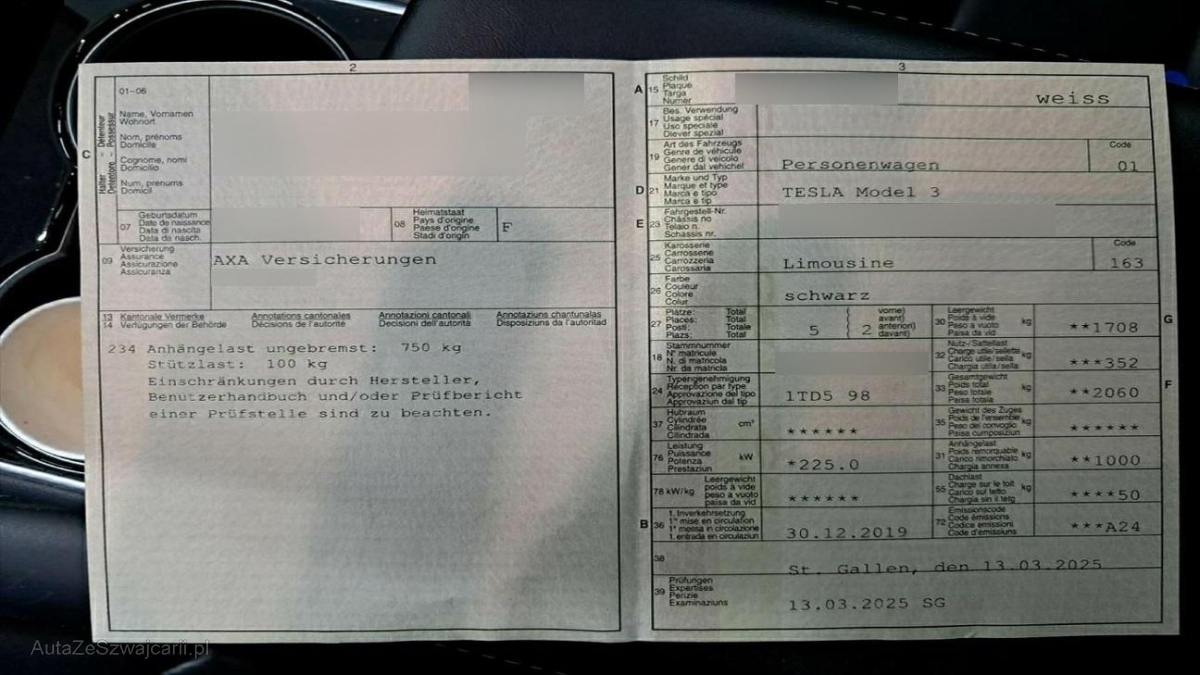 2
01-06
Name, Vornamen
Wohnort
Nom, prénoms
Domicile
Cognome, nomi
Domicilio
Num, prenums
Domicil
C
Halter - Détenteur
Detentore - Possessur
07
Geburtsdatum
Date de naissance
Data di nascita
Data da nasch.
08
Heimatstaat
Pays d'origine
Paese d'origine
Stadi d'origin
F
09
Versicherung
Assurance
Assicurazione
Assicuranza
AXA Versicherungen
13 Kantonale Vermerke Annotations cantonales Annotazioni cantonali Annotaziuns chantunalas
14 Verfügungen der Behörde Décisions de l'autorité Decisioni dell'autorità Disposiziuns da l'autoritad
234 Anhängelast ungebremst: 750 kg
Stützlast: 100 kg
Einschränkungen durch Hersteller,
Benutzerhandbuch und/oder Prüfbericht
einer Prüfstelle sind zu beachten.
3
A 15
Schild
Plaque
Targa
Numer
weiss
17
Bes. Verwendung
Usage spécial
Uso speciale
Diever spezial
19
Art des Fahrzeugs
Genre de véhicule
Genere di veicolo
Gener dal vehichel
Personenwagen
Code
01
D 21
Marke und Typ
Marque et type
Marca e tipo
Marca e tip
TESLA Model 3
E 23
Fahrgestell-Nr.
Châssis no
Telaio n.
Schassis nr.
25
Karosserie
Carrosserie
Carrozzeria
Carossaria
Limousine
Code
163
26
Farbe
Couleur
Colore
Colur
schwarz
27
Plätze: Total
Places: Total
Posti: Totale
Plazs: Total
5
( 2
vorne)
avant)
anteriori)
davant)
30
Leergewicht
Poids à vide
Peso a vuoto
Paisa da vid
kg
**1708
G
18
Stammnummer
N° matricule
N. di matricola
Nr. da matricla
32
Nutz-/Sattellast
Charge utile/sellette
Carico utile/sella
Chargia utila/sella
kg
***352
24
Typengenehmigung
Réception par type
Approvazione del tipo
Approvaziun dal tip
1TD5 98
33
Gesamtgewicht
Poids total
Peso totale
Paisa totala
kg
**2060
F
37
Hubraum
Cylindrée
Cilindrata
Cilindrada
cm³
******
35
Gewicht des Zuges
Poids de l'ensemble
Peso del convoglio
Paisa cumposiziun
kg
******
76
Leistung
Puissance
Potenza
Prestaziun
kW
*225.0
31
Anhängelast
Poids remorquable
Carico rimorchiato
Chargia annexa
kg
**1000
78 kW/kg
Leergewicht
poids à vide
peso a vuoto
paisa da vid
******
55
Dachlast
Charge sur le toit
Carico sul tetto
Chargia sin il tetg
kg
****50
B 36
1. Inverkehrsetzung
1re mise en circulation
1a messa in circolazione
1. entrada en circulaziun
30.12.2019
72
Emissionscode
Code émissions
Codice emissioni
Code d'emissiuns
***A24
38
St. Gallen, den 13.03.2025
39
Prüfungen
Expertises
Perizie
Examinaziuns
13.03.2025 SG
AutaZeSzwajcarii.pl